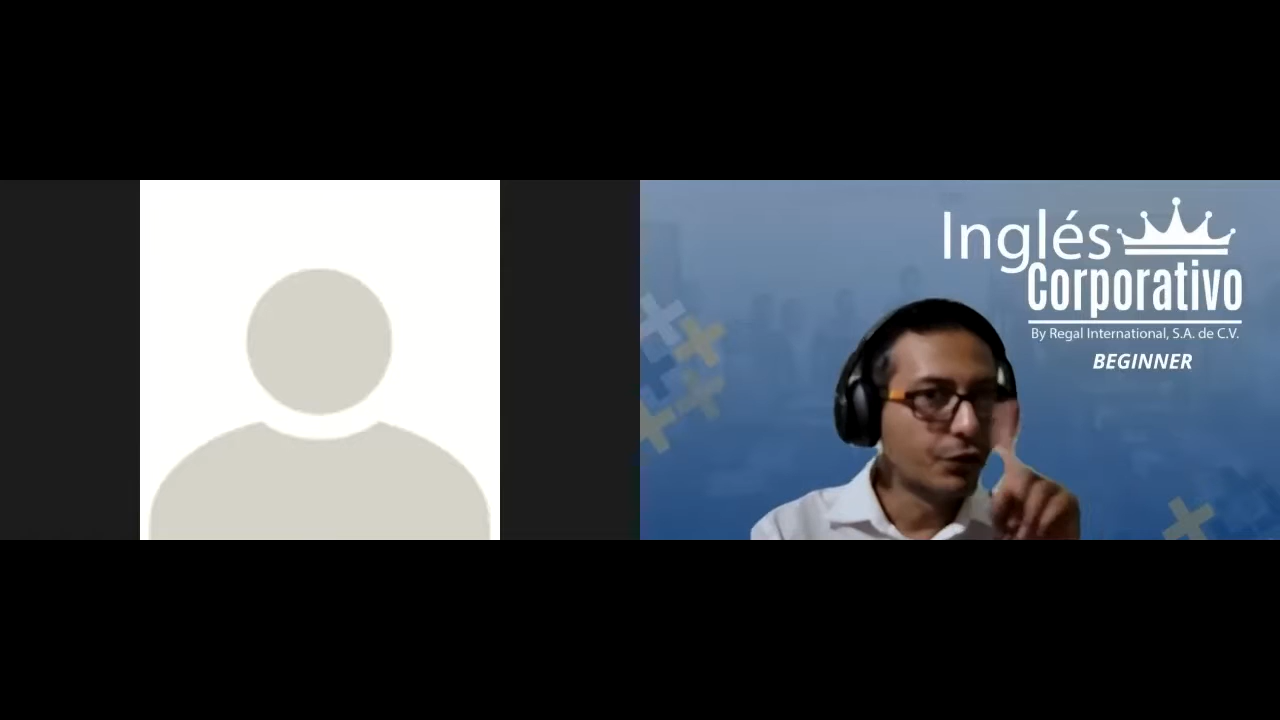 Inglés
Corporativo
By Regal International, S.A. de C.V.
BEGINNER